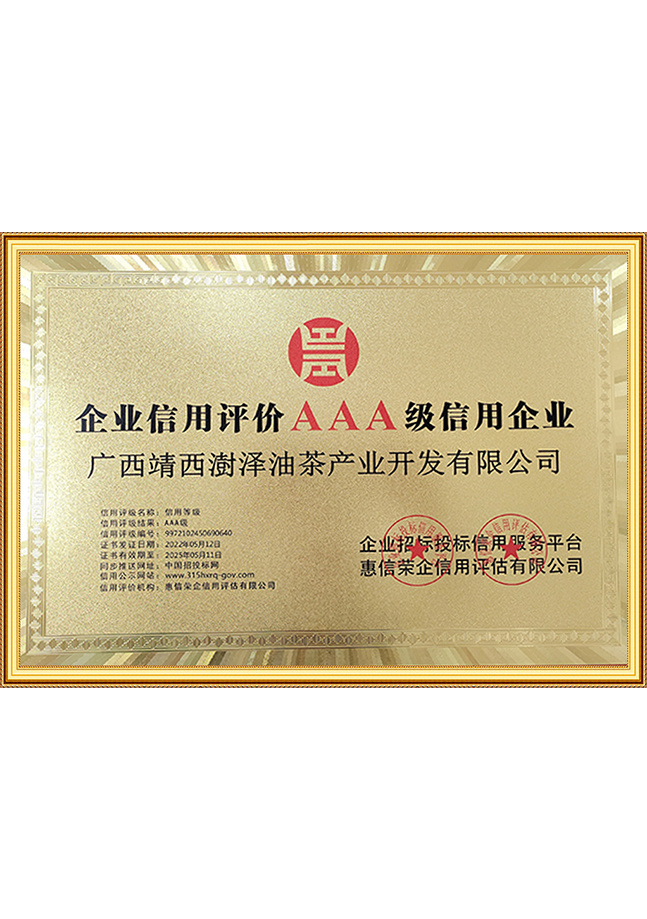 企业信用评价AAA级信用企业
广西靖西澍泽油茶产业开发有限公司
信用评级名称：信用等级
信用评级结果：AAA级
信用评级编号：9972102450690640
证书发证日期：2022年05月12日
证书有效期至：2025年05月11日
同步推送网址：中国招投标网
信用公示网站：www.315hxrq-gov.com
信用评价机构：惠信荣企信用评估有限公司
企业招标投标信用服务平台
惠信荣企信用评估有限公司